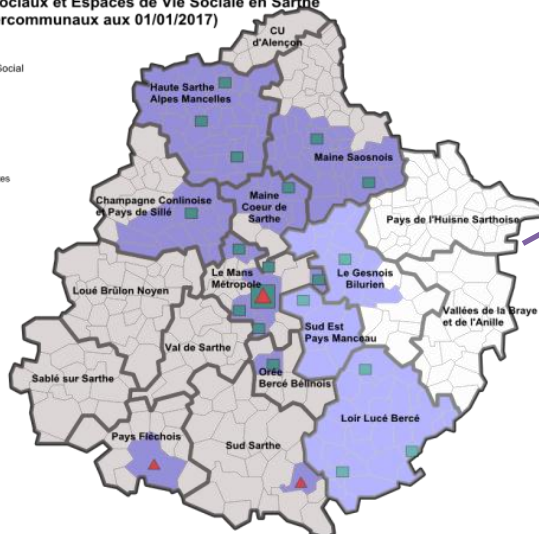 ociaux et Espaces de Vie Sociale en Sarthe
rcommunaux aux 01/01/2017)
CU
d'Alençon
Social
Haute Sarthe
Alpes Mancelles
Maine Saosnois
es
Champagne Conlinoise
et Pays de Sillé
Maine
Coeur de
Sarthe
Pays de l'Huisne Sarthoise
Le Mans
Métropole
Le Gesnois
Bilurien
Loué Brûlon Noyen
Vallées de la Braye
et de l'Anille
Sud Est
Pays Manceau
Val de Sarthe
Orée
Bercé Bélinois
Sablé sur Sarthe
Loir Lucé Bercé
Pays Fléchois
Sud Sarthe